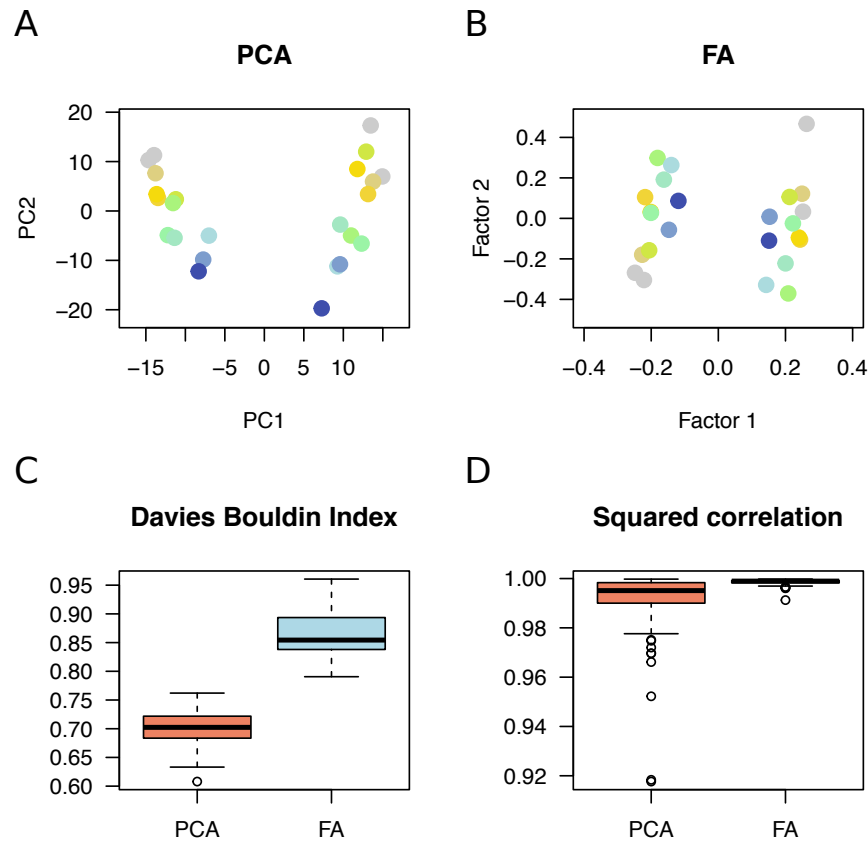 A
PCA
20
10
0
−10
−20
PC2
−15
−5
0
5
10
PC1
B
FA
0.4
0.2
0.0
−0.2
−0.4
Factor 2
−0.4
−0.2
0.0
0.2
0.4
Factor 1
C
Davies Bouldin Index
0.95
0.90
0.85
0.80
0.75
0.70
0.65
0.60
PCA
FA
D
Squared correlation
1.00
0.98
0.96
0.94
0.92
PCA
FA